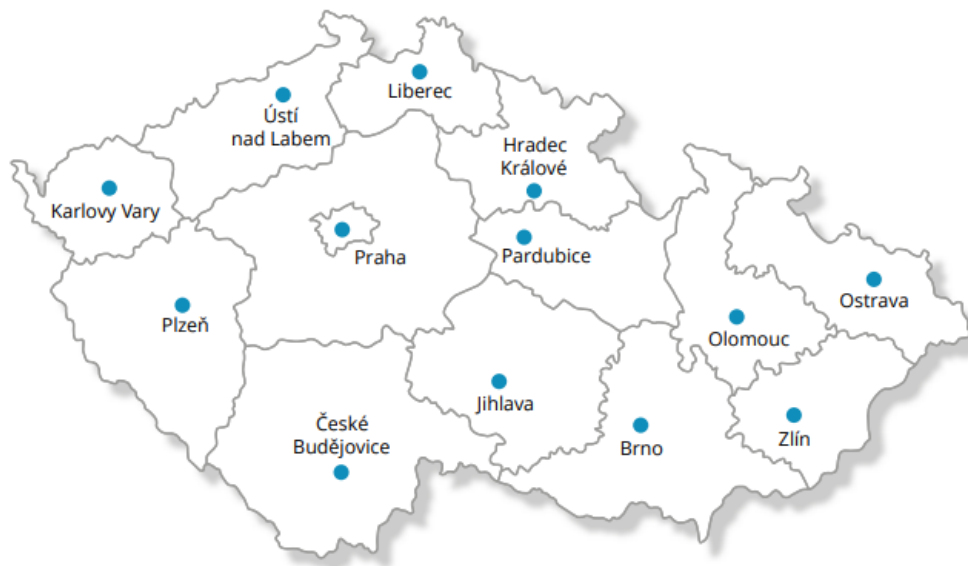 Liberec
Ústí
nad Labem
Hradec
Králové
Karlovy Vary
Praha
Pardubice
Ostrava
Plzeň
Olomouc
Jihlava
České
Budějovice
Brno
Zlín